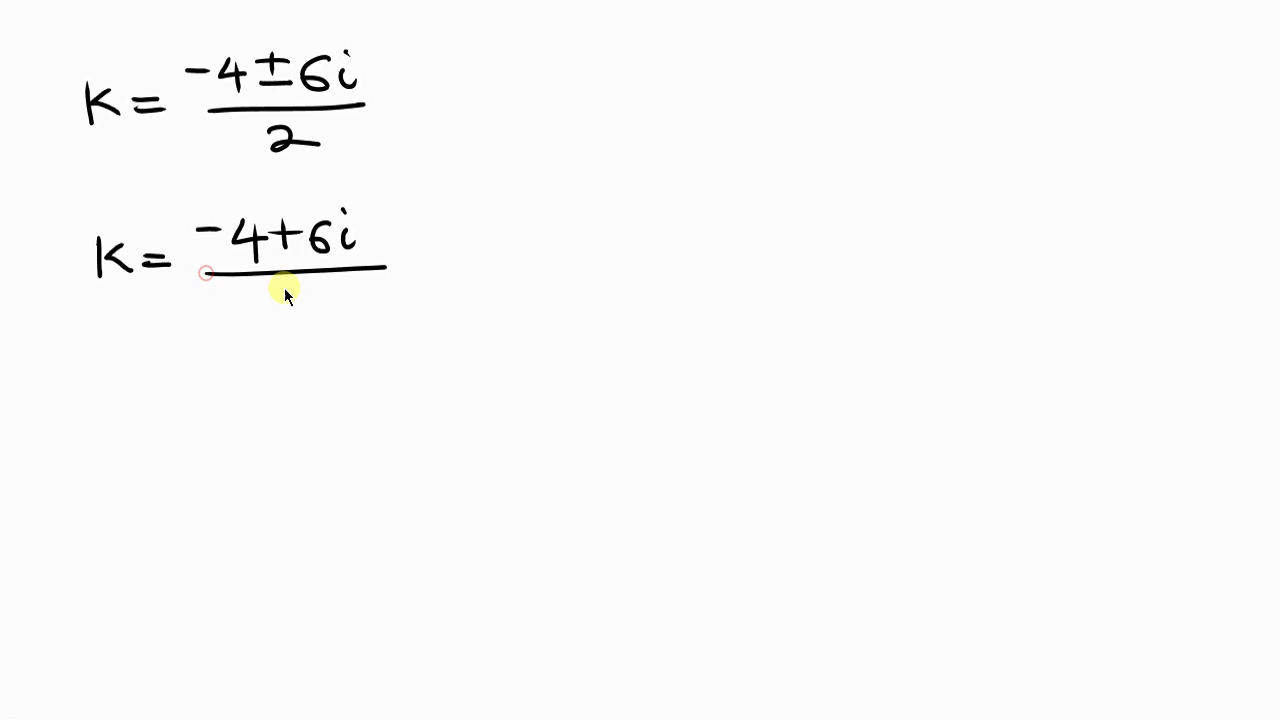 K = -4 ± 6i / 2
K = -4 + 6i